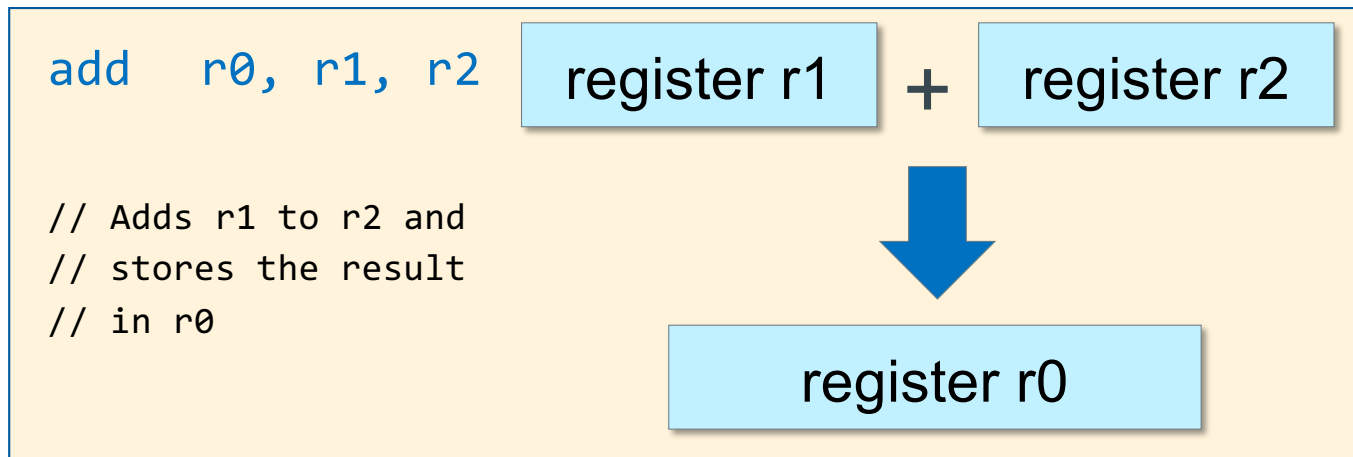 add r0, r1, r2
register r1 + register r2
// Adds r1 to r2 and
// stores the result
// in r0
register r0